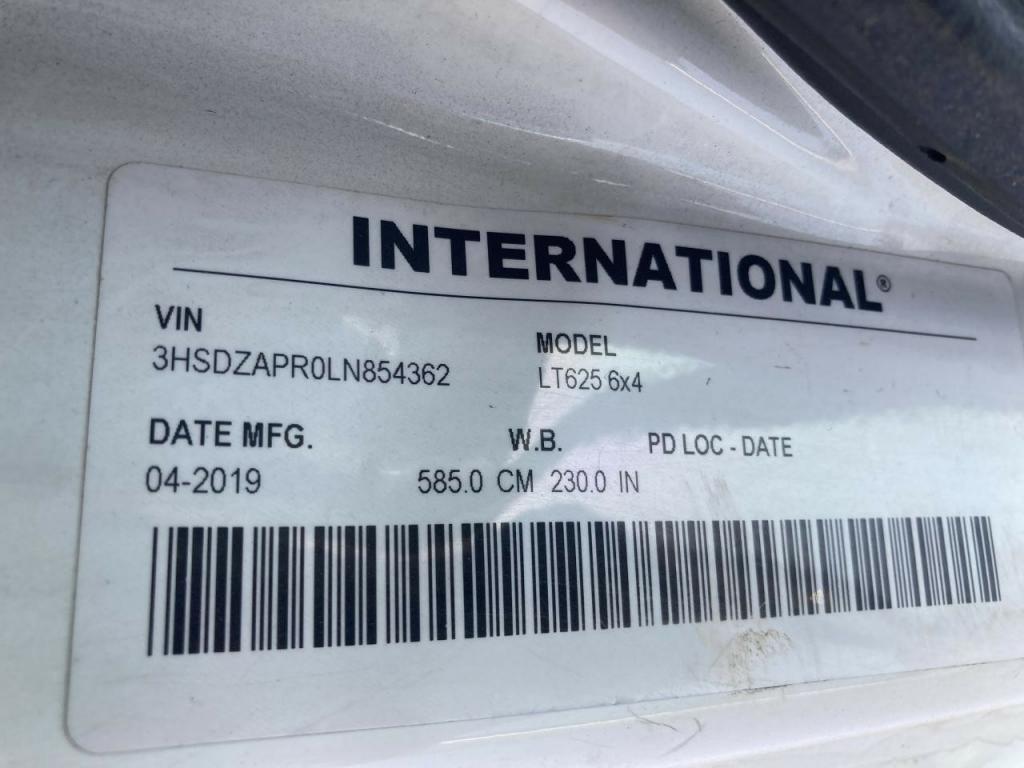 INTERNATIONAL®
VIN
3HSDZAPR0LN854362
MODEL
LT625 6x4
DATE MFG.
04-2019
W.B.
585.0 CM 230.0 IN
PD LOC - DATE